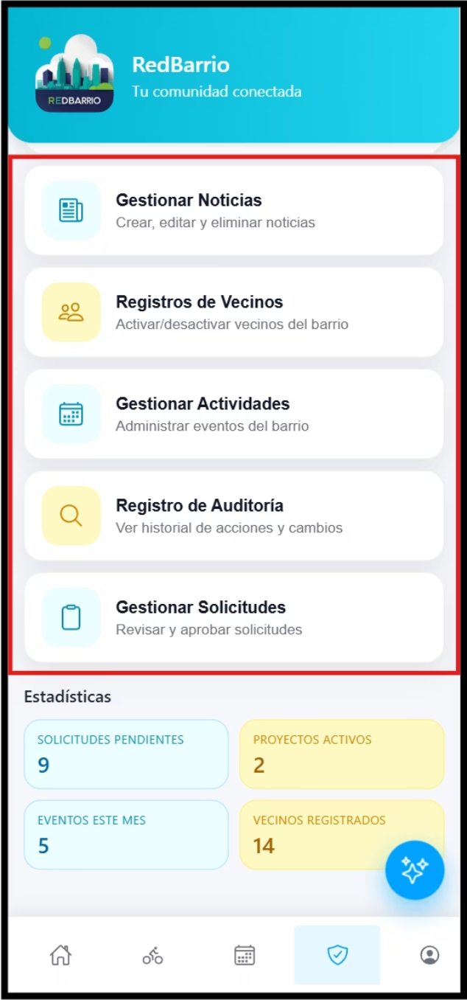 RedBarrio
Tu comunidad conectada
REDBARRIO
Gestionar Noticias
Crear, editar y eliminar noticias
Registros de Vecinos
Activar/desactivar vecinos del barrio
Gestionar Actividades
Administrar eventos del barrio
Registro de Auditoría
Ver historial de acciones y cambios
Gestionar Solicitudes
Revisar y aprobar solicitudes
Estadísticas
SOLICITUDES PENDIENTES
9
PROYECTOS ACTIVOS
2
EVENTOS ESTE MES
5
VECINOS REGISTRADOS
14